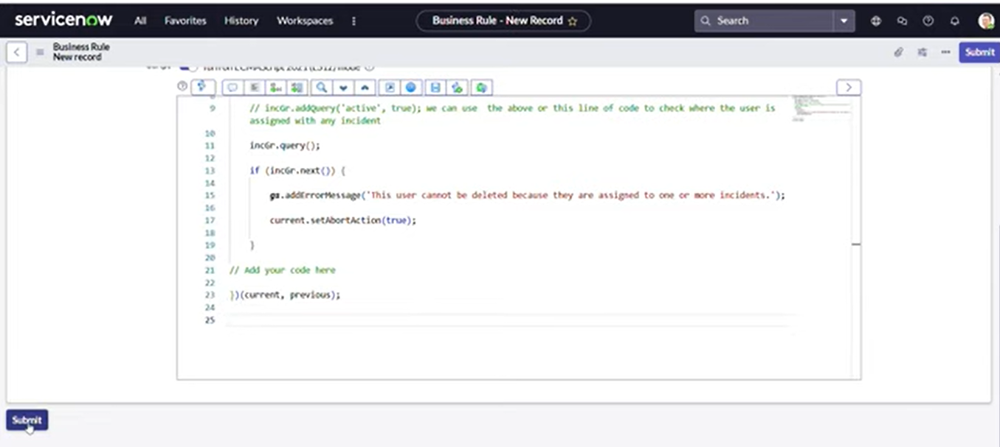 servicenow All Favorites History Workspaces Business Rule - New Record Search
Business Rule
New record
Submit
9 // incGr.addQuery('active', true); we can use the above or this line of code to check where the user is
assigned with any incident
10
11 incGr.query();
12
13 if (incGr.next()) {
14
15 gs.addErrorMessage('This user cannot be deleted because they are assigned to one or more incidents.');
16
17 current.setAbortAction(true);
18
19 }
20
21 // Add your code here
22
23 })(current, previous);
24
25
Submit